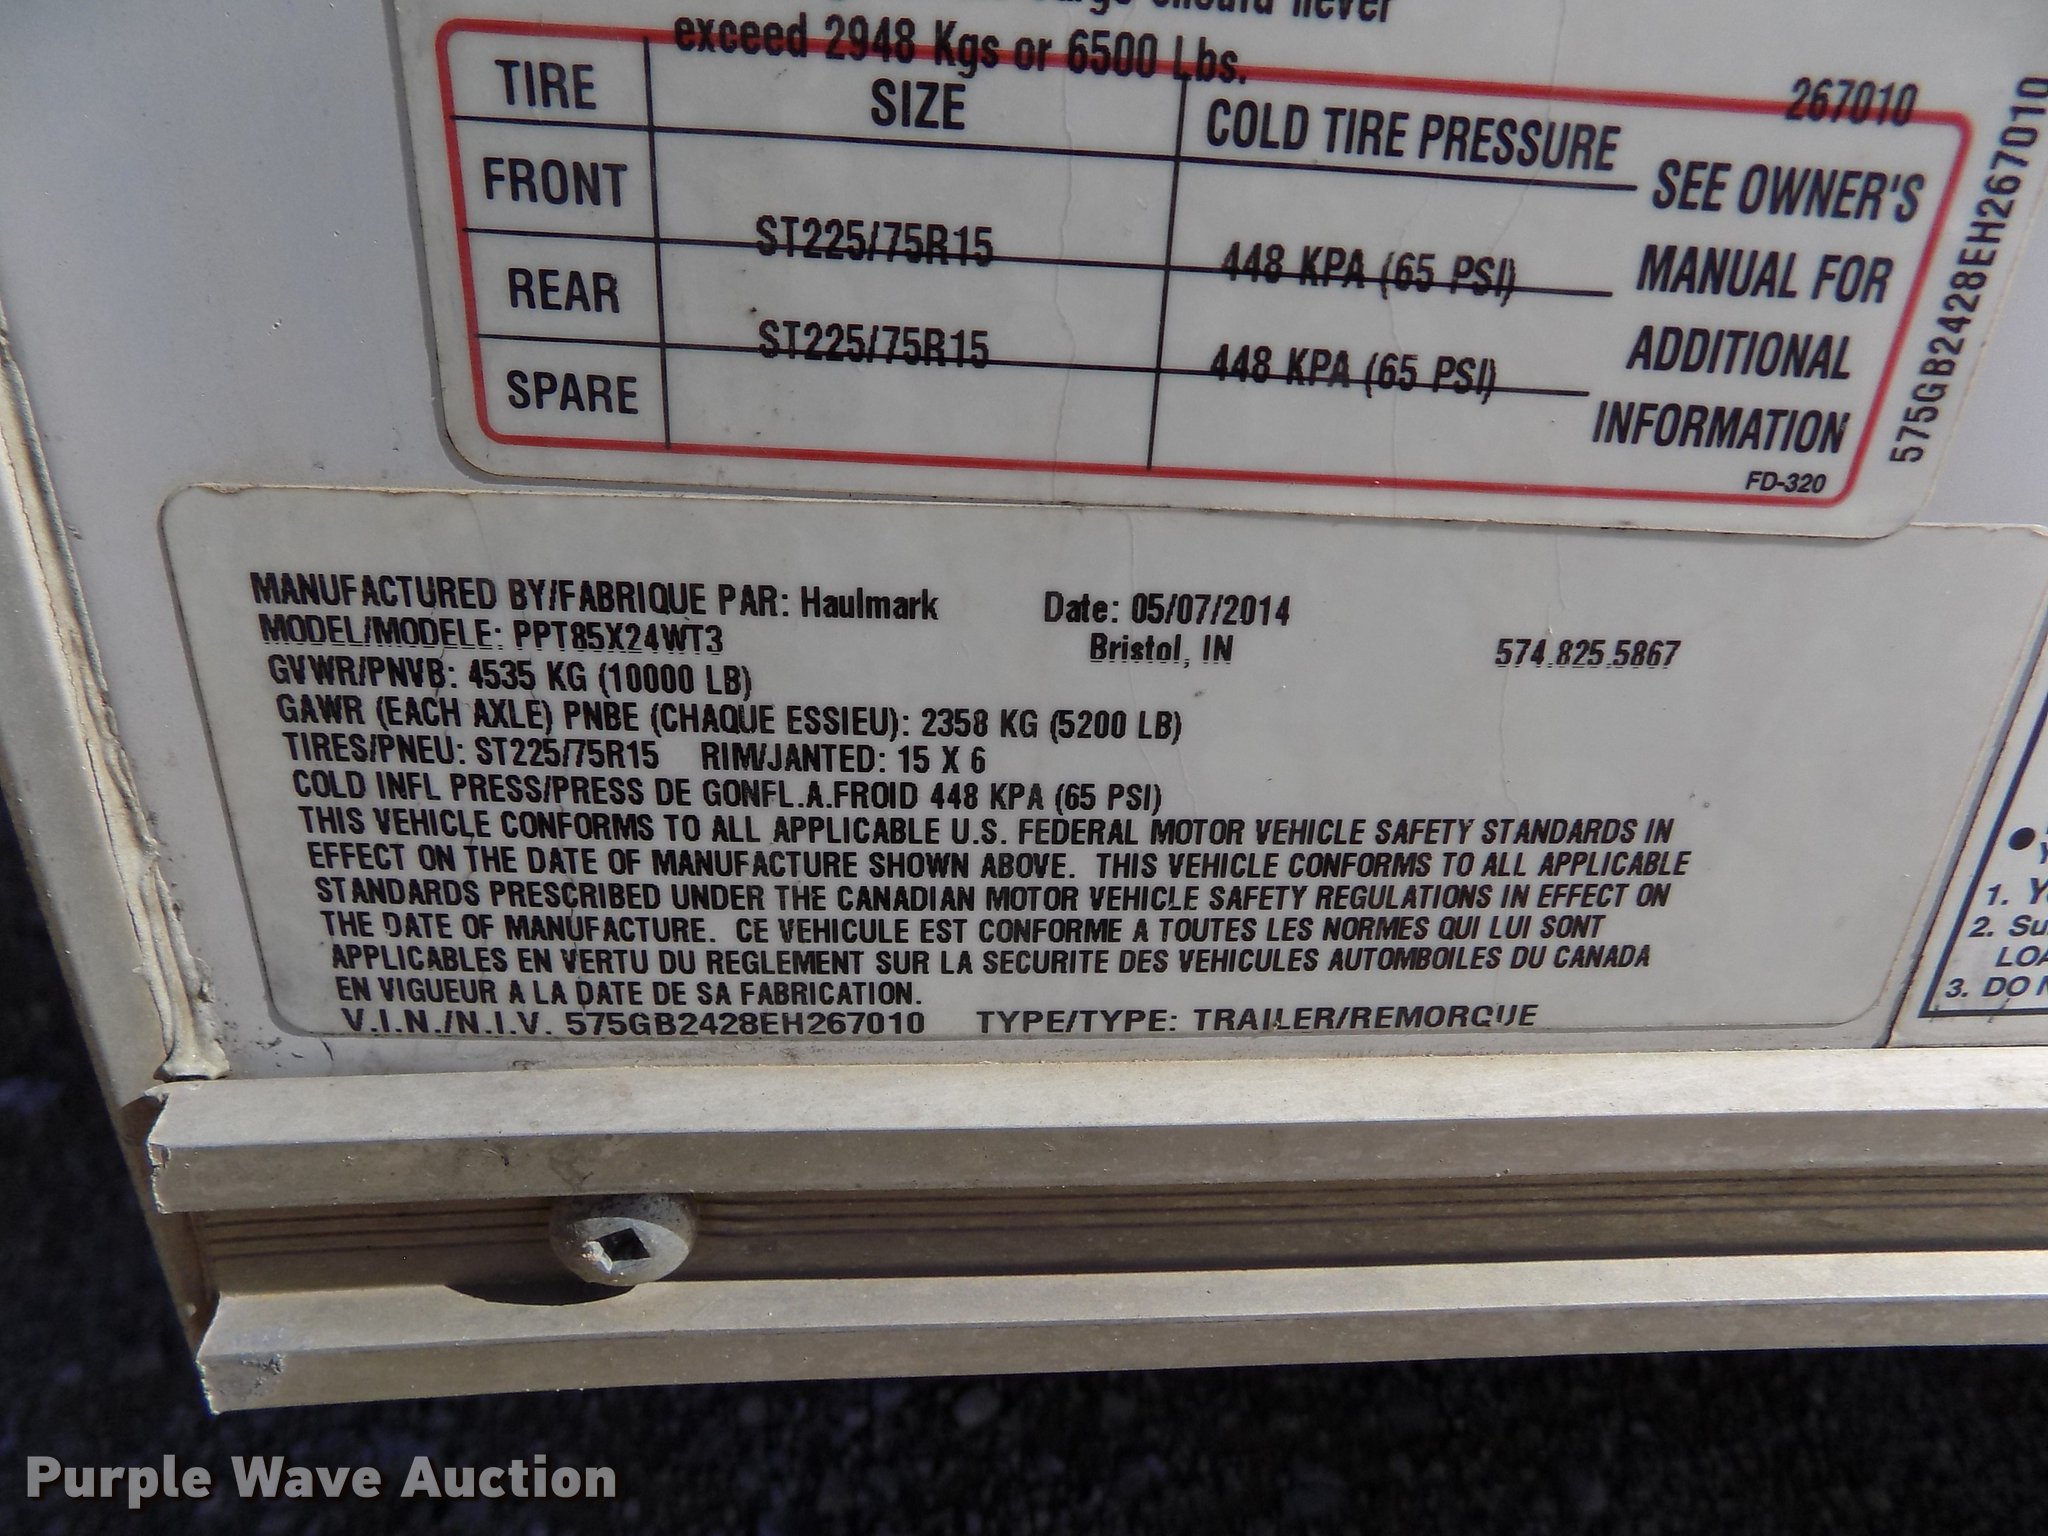 should never
exceed 2948 Kgs or 6500 Lbs.
267010
TIRE SIZE COLD TIRE PRESSURE SEE OWNER'S
MANUAL FOR
ADDITIONAL
INFORMATION
FRONT ST225/75R15 448 KPA (65 PSI)
REAR ST225/75R15 448 KPA (65 PSI)
SPARE
FD-320
575GB2428EH267010
MANUFACTURED BY/FABRIQUE PAR: Haulmark Date: 05/07/2014
MODEL/MODELE: PPT85X24WT3 Bristol, IN 574.825.5867
GVWR/PNVB: 4535 KG (10000 LB)
GAWR (EACH AXLE) PNBE (CHAQUE ESSIEU): 2358 KG (5200 LB)
TIRES/PNEU: ST225/75R15 RIM/JANTED: 15 X 6
COLD INFL PRESS/PRESS DE GONFL.A.FROID 448 KPA (65 PSI)
THIS VEHICLE CONFORMS TO ALL APPLICABLE U.S. FEDERAL MOTOR VEHICLE SAFETY STANDARDS IN
EFFECT ON THE DATE OF MANUFACTURE SHOWN ABOVE. THIS VEHICLE CONFORMS TO ALL APPLICABLE
STANDARDS PRESCRIBED UNDER THE CANADIAN MOTOR VEHICLE SAFETY REGULATIONS IN EFFECT ON
THE DATE OF MANUFACTURE. CE VEHICULE EST CONFORME A TOUTES LES NORMES QUI LUI SONT
APPLICABLES EN VERTU DU REGLEMENT SUR LA SECURITE DES VEHICULES AUTOMBOILES DU CANADA
EN VIGUEUR A LA DATE DE SA FABRICATION.
V.I.N./N.I.V. 575GB2428EH267010 TYPE/TYPE: TRAILER/REMORQUE
1.
2.
3. DO
Purple Wave Auction